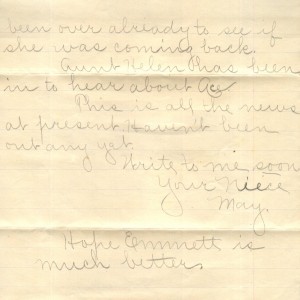 been over already to see if
she was coming back.
Aunt Helen P. has been
in to hear about
This is all the news
at present. Haven't been
out any yet.
Write to me soon
Your Niece
May.
Hope Emmett is
much better.